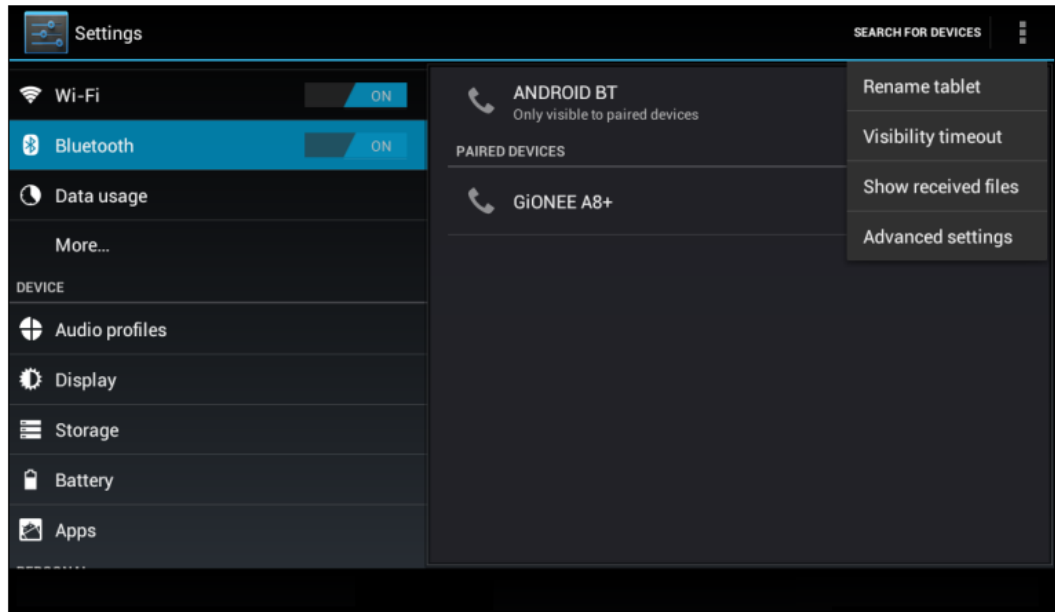 Settings
SEARCH FOR DEVICES
Wi-Fi
ON
Bluetooth
ON
Data usage
More...
DEVICE
Audio profiles
Display
Storage
Battery
Apps
ANDROID BT
Only visible to paired devices
PAIRED DEVICES
GiONEE A8+
Rename tablet
Visibility timeout
Show received files
Advanced settings